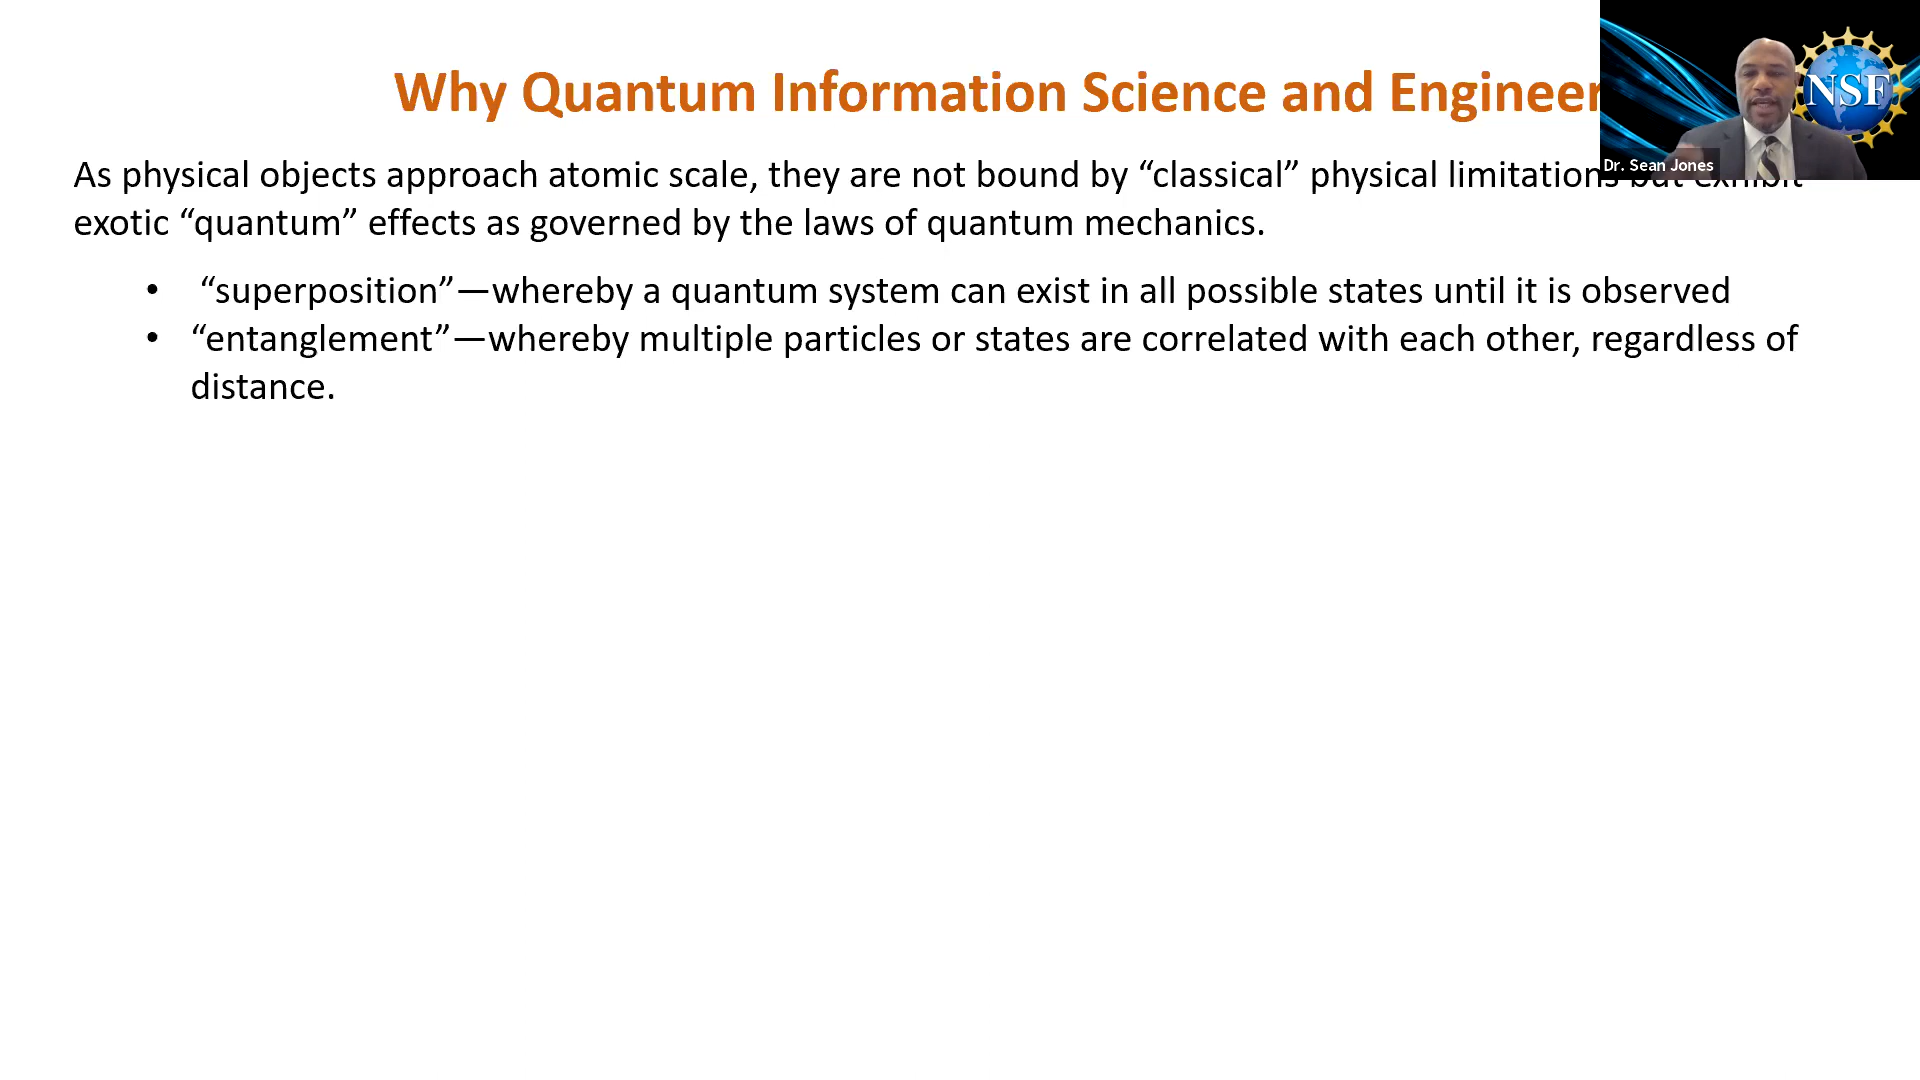 Why Quantum Information Science and Engineer
NSF
Dr. Sean Jones
As physical objects approach atomic scale, they are not bound by “classical” physical limitations but exhibit
exotic “quantum” effects as governed by the laws of quantum mechanics.
• “superposition”—whereby a quantum system can exist in all possible states until it is observed
• “entanglement”—whereby multiple particles or states are correlated with each other, regardless of
distance.